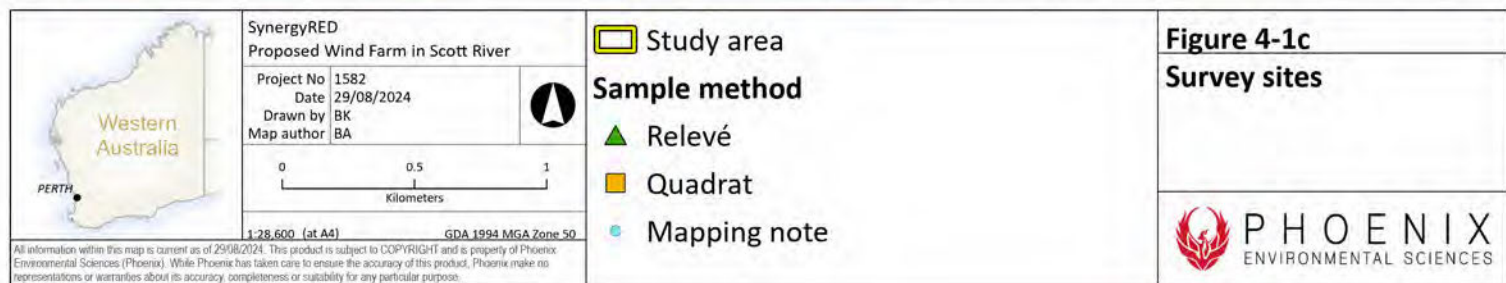 Western
Australia
PERTH
SynergyRED
Proposed Wind Farm in Scott River
Project No 1582
Date 29/08/2024
Drawn by BK
Map author BA
0 0.5 1
Kilometers
1:28,600 (at A4) GDA 1994 MGA Zone 50
All information within this map is current as of 29/08/2024. This product is subject to COPYRIGHT and is property of Phoenix
Environmental Sciences (Phoenix). While Phoenix has taken care to ensure the accuracy of this product, Phoenix make no
representations or warranties about its accuracy, completeness or suitability for any particular purpose.
Study area
Sample method
Relevé
Quadrat
Mapping note
Figure 4-1c
Survey sites
PHOENIX
ENVIRONMENTAL SCIENCES